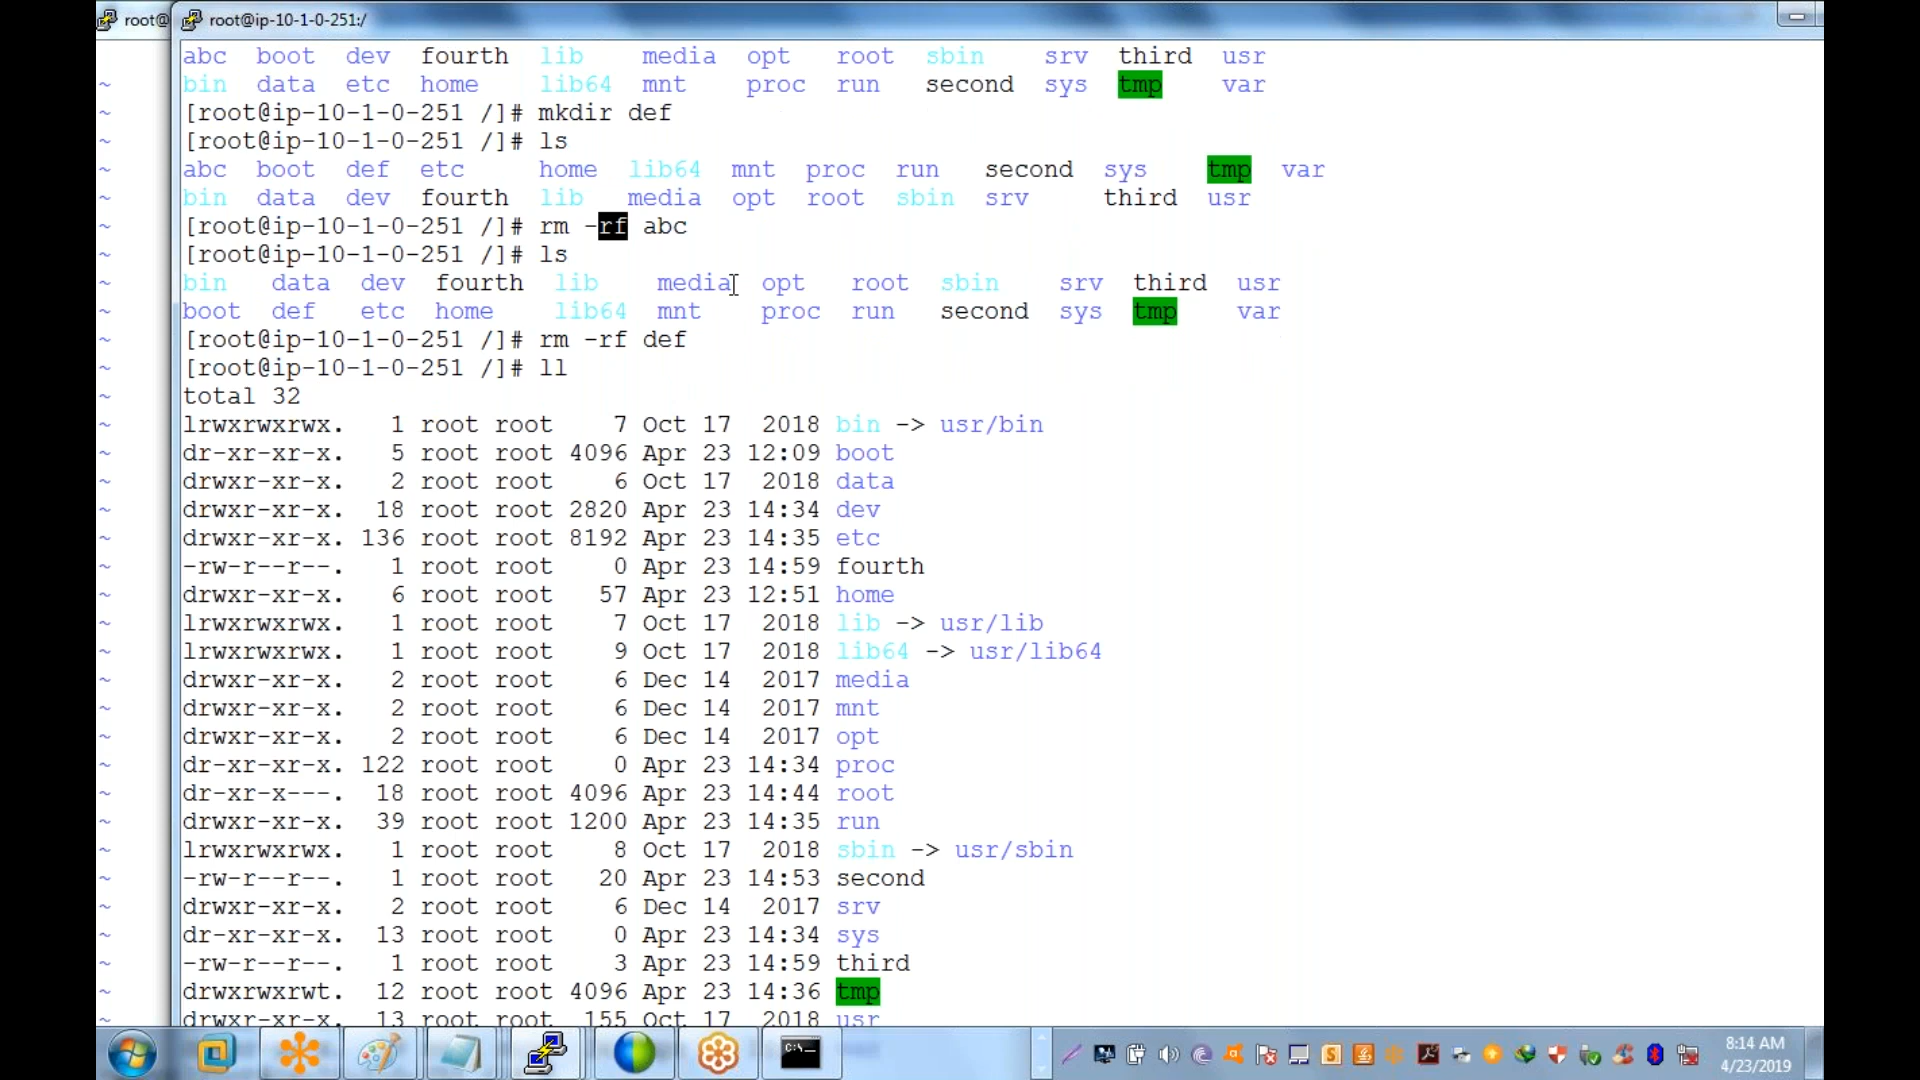 root@ root@ip-10-1-0-251:/
abc boot dev fourth lib media opt root sbin srv third usr
~ bin data etc home lib64 mnt proc run second sys tmp var
~ [root@ip-10-1-0-251 /]# mkdir def
~ [root@ip-10-1-0-251 /]# ls
~ abc boot def etc home lib64 mnt proc run second sys tmp var
~ bin data dev fourth lib media opt root sbin srv third usr
~ [root@ip-10-1-0-251 /]# rm -rf abc
~ [root@ip-10-1-0-251 /]# ls
~ bin data dev fourth lib media opt root sbin srv third usr
~ boot def etc home lib64 mnt proc run second sys tmp var
~ [root@ip-10-1-0-251 /]# rm -rf def
~ [root@ip-10-1-0-251 /]# ll
~ total 32
~ lrwxrwxrwx. 1 root root 7 Oct 17 2018 bin -> usr/bin
~ dr-xr-xr-x. 5 root root 4096 Apr 23 12:09 boot
~ drwxr-xr-x. 2 root root 6 Oct 17 2018 data
~ drwxr-xr-x. 18 root root 2820 Apr 23 14:34 dev
~ drwxr-xr-x. 136 root root 8192 Apr 23 14:35 etc
~ -rw-r--r--. 1 root root 0 Apr 23 14:59 fourth
~ drwxr-xr-x. 6 root root 57 Apr 23 12:51 home
~ lrwxrwxrwx. 1 root root 7 Oct 17 2018 lib -> usr/lib
~ lrwxrwxrwx. 1 root root 9 Oct 17 2018 lib64 -> usr/lib64
~ drwxr-xr-x. 2 root root 6 Dec 14 2017 media
~ drwxr-xr-x. 2 root root 6 Dec 14 2017 mnt
~ drwxr-xr-x. 2 root root 6 Dec 14 2017 opt
~ dr-xr-xr-x. 122 root root 0 Apr 23 14:34 proc
~ dr-xr-x---. 18 root root 4096 Apr 23 14:44 root
~ drwxr-xr-x. 39 root root 1200 Apr 23 14:35 run
~ lrwxrwxrwx. 1 root root 8 Oct 17 2018 sbin -> usr/sbin
~ -rw-r--r--. 1 root root 20 Apr 23 14:53 second
~ drwxr-xr-x. 2 root root 6 Dec 14 2017 srv
~ dr-xr-xr-x. 13 root root 0 Apr 23 14:34 sys
~ -rw-r--r--. 1 root root 3 Apr 23 14:59 third
~ drwxrwxrwt. 12 root root 4096 Apr 23 14:36 tmp
~ drwxr-xr-x. 13 root root 155 Oct 17 2018 usr
C:\_
8:14 AM
4/23/2019